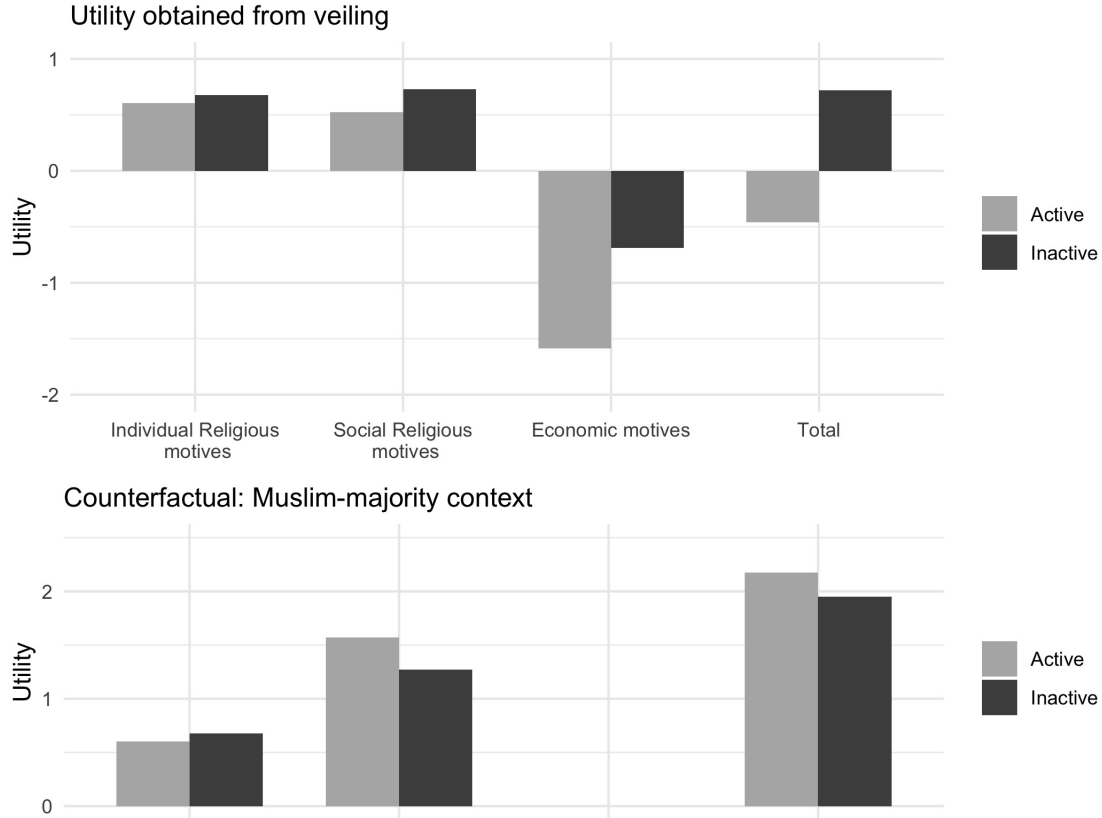 Utility obtained from veiling
1
0
-1
-2
Utility
Active
Inactive
Individual Religious
motives
Social Religious
motives
Economic motives
Total
Counterfactual: Muslim-majority context
2
1
0
Utility
Active
Inactive